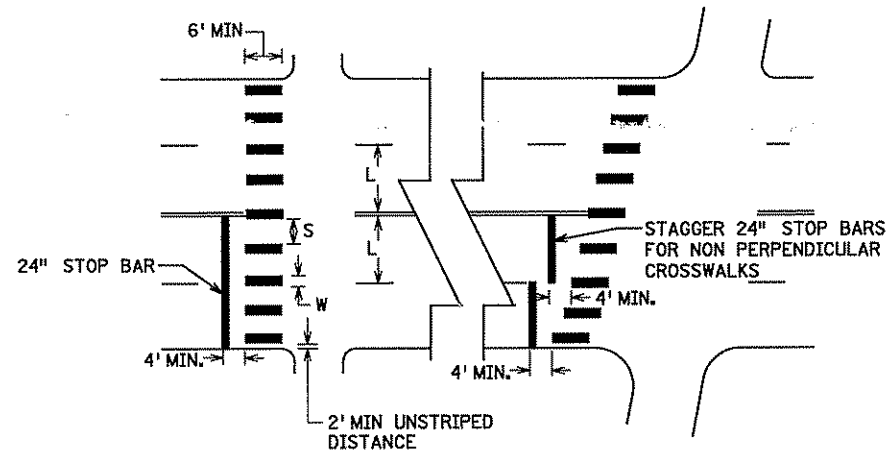 6' MIN
L
S
L
24" STOP BAR
STAGGER 24" STOP BARS
FOR NON PERPENDICULAR
CROSSWALKS
W
4' MIN.
4' MIN.
4' MIN.
2' MIN UNSTRIPED
DISTANCE